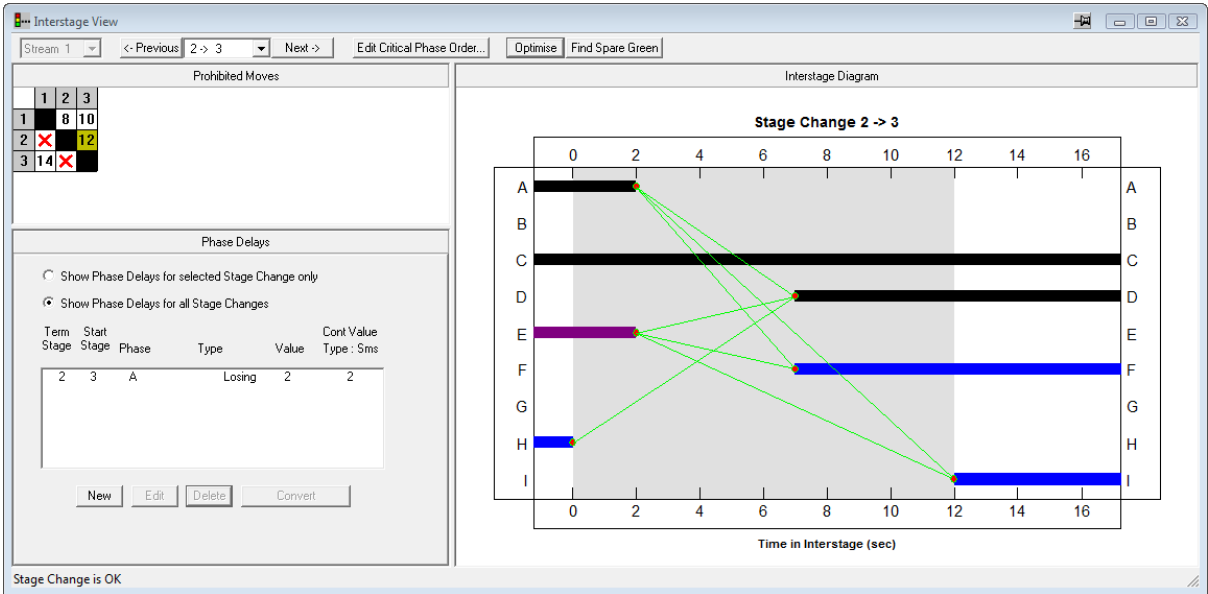 Interstage View
Stream 1 <- Previous 2 -> 3 Next -> Edit Critical Phase Order... Optimise Find Spare Green
Prohibited Moves
1 2 3
1 8 10
2 12
3 14
Phase Delays
Show Phase Delays for selected Stage Change only
Show Phase Delays for all Stage Changes
Term Start Cont Value
Stage Stage Phase Type Value Type : Sms
2 3 A Losing 2 2
New Edit Delete Convert
Interstage Diagram
Stage Change 2 -> 3
0 2 4 6 8 10 12 14 16
A A
B B
C C
D D
E E
F F
G G
H H
I I
0 2 4 6 8 10 12 14 16
Time in Interstage (sec)
Stage Change is OK